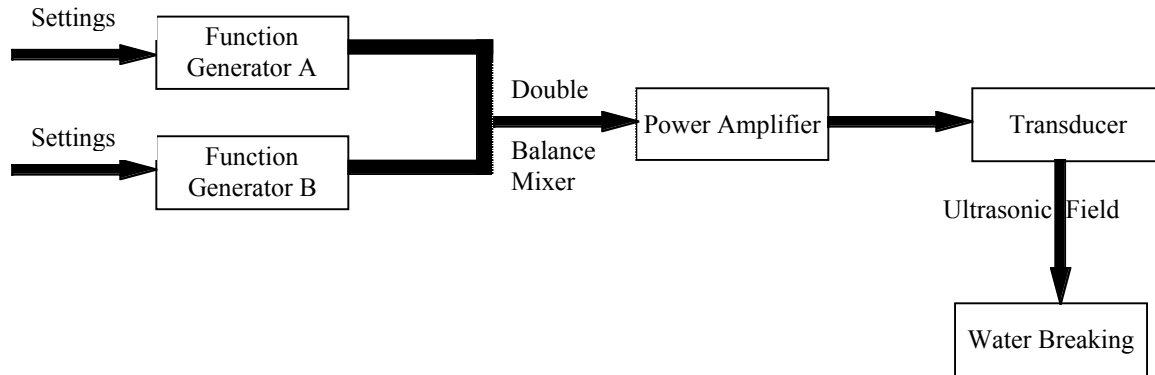 Settings
Function
Generator A
Settings
Function
Generator B
Double
Balance
Mixer
Power Amplifier
Transducer
Ultrasonic Field
Water Breaking